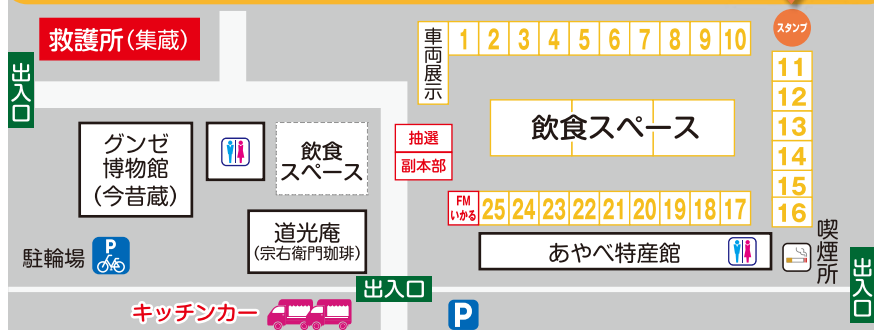 救護所(集蔵)
出入口
車両展示
1 2 3 4 5 6 7 8 9 10
スタンプ
11
12
13
14
15
16
飲食スペース
抽選
副本部
グンゼ
博物館
(今昔蔵)
飲食
スペース
FM
いかる
25 24 23 22 21 20 19 18 17
道光庵
(宗右衛門珈琲)
あやべ特産館
喫煙所
駐輪場
P
出入口
出入口
キッチンカー
P